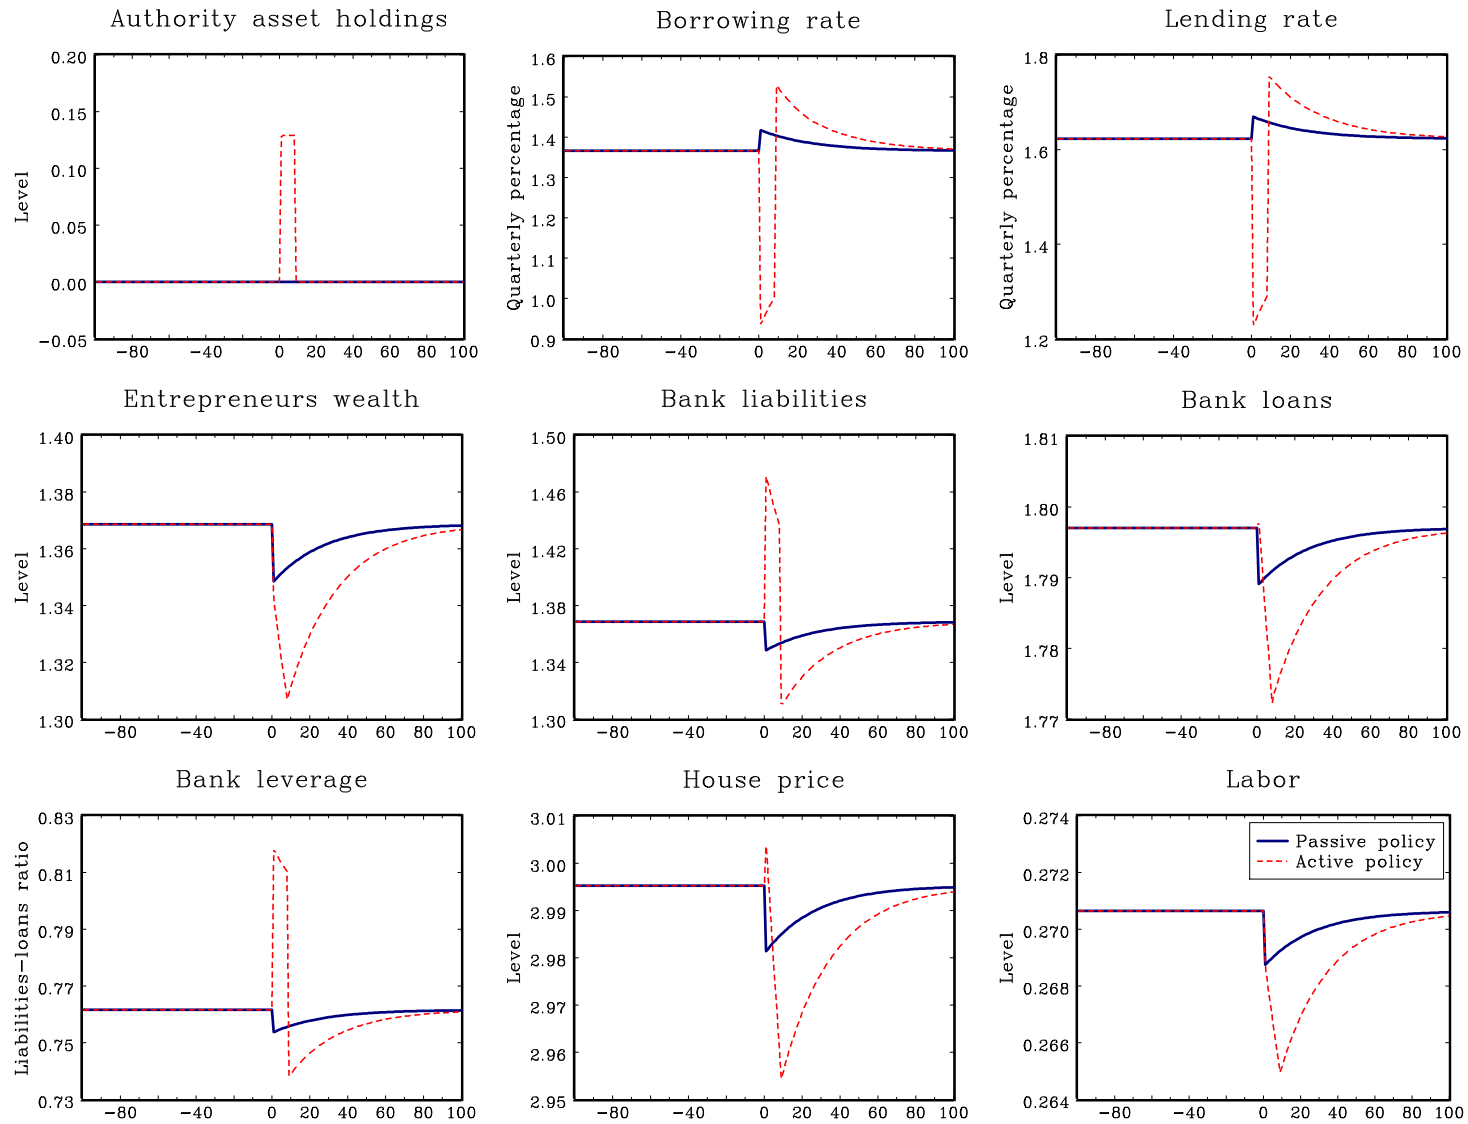 Authority asset holdings
Level
0.20
0.15
0.10
0.05
0.00
−0.05
−80 −40 0 20 40 60 80 100
Borrowing rate
Quarterly percentage
1.6
1.5
1.4
1.3
1.2
1.1
1.0
0.9
−80 −40 0 20 40 60 80 100
Lending rate
Quarterly percentage
1.8
1.6
1.4
1.2
−80 −40 0 20 40 60 80 100
Entrepreneurs wealth
Level
1.40
1.38
1.36
1.34
1.32
1.30
−80 −40 0 20 40 60 80 100
Bank liabilities
Level
1.50
1.46
1.42
1.38
1.34
1.30
−80 −40 0 20 40 60 80 100
Bank loans
Level
1.81
1.80
1.79
1.78
1.77
−80 −40 0 20 40 60 80 100
Bank leverage
Liabilities−loans ratio
0.83
0.81
0.79
0.77
0.75
0.73
−80 −40 0 20 40 60 80 100
House price
Level
3.01
3.00
2.99
2.98
2.97
2.96
2.95
−80 −40 0 20 40 60 80 100
Labor
Level
0.274
0.272
0.270
0.268
0.266
0.264
Passive policy
Active policy
−80 −40 0 20 40 60 80 100